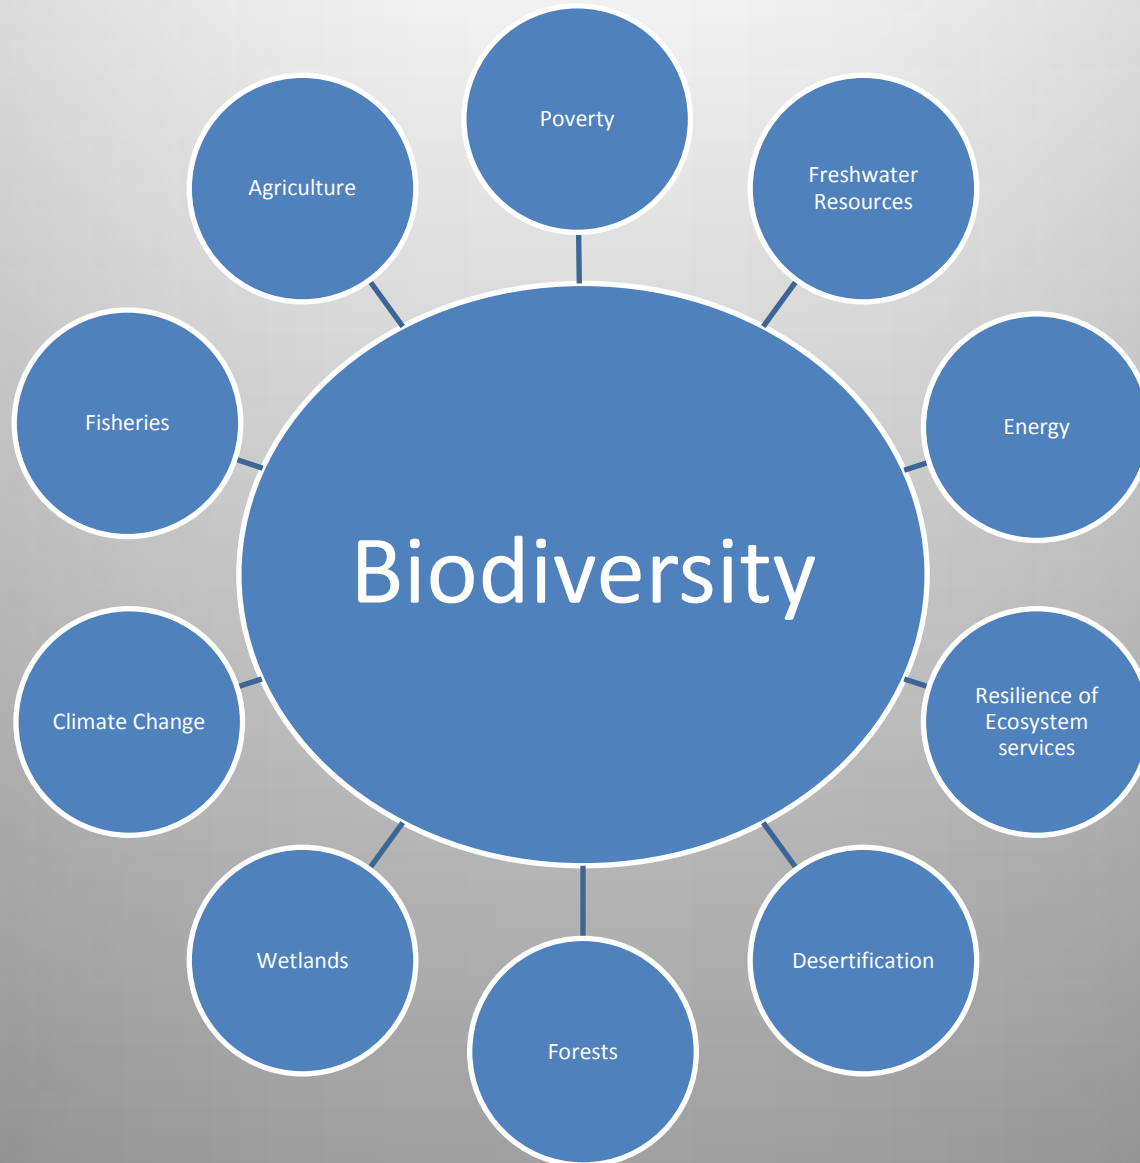 Poverty
Agriculture
Freshwater
Resources
Fisheries
Energy
Biodiversity
Climate Change
Resilience of
Ecosystem
services
Wetlands
Desertification
Forests